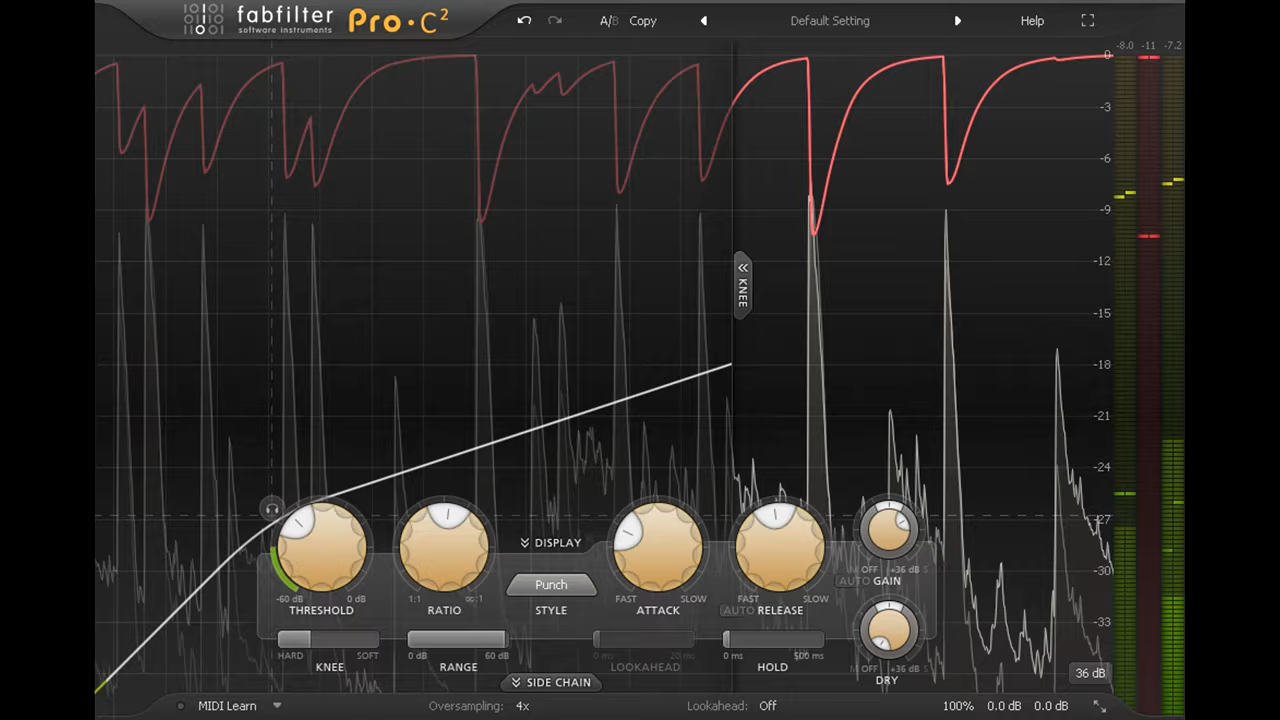 fabfilter
software instruments
Pro·C²
A/B Copy
Default Setting
Help
-8.0 -11 -7.2
0
-3
-6
-9
-12
-15
-18
-21
-24
-27
-30
-33
KNEE
DISPLAY
Punch
STYLE
-60 dB 0 dB
THRESHOLD
1:1 ∞:1
RATIO
FAST SLOW
ATTACK
FAST SLOW
AUTO RELEASE
M OFF +36 dB S
AUTO GAIN
HARD SOFT
KNEE
0 dB 60 dB
RANGE
0 ms 20 ms
LOOKAHEAD
0 ms 500 ms
HOLD
M OFF +36 dB S
DRY
SIDE CHAIN
36 dB
MIDI Learn
Oversampling: 4x
Lookahead: Off
100% 0.0 dB 0.0 dB